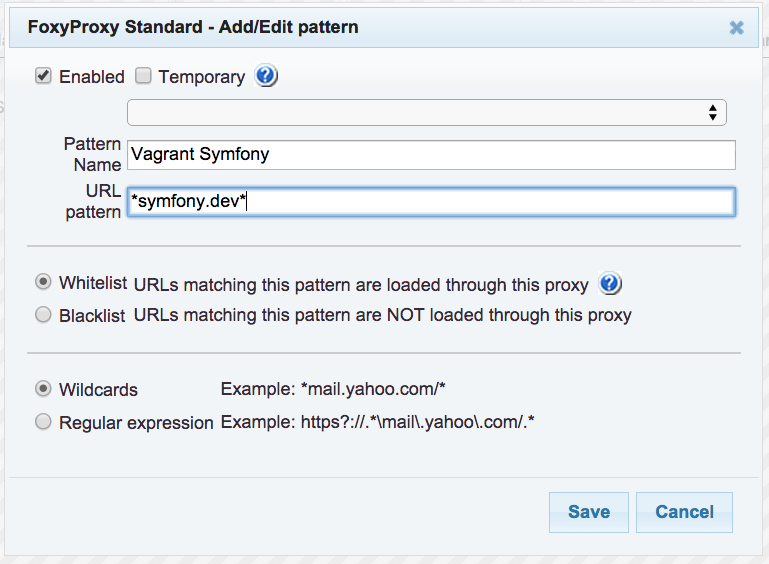 FoxyProxy Standard - Add/Edit pattern
Enabled Temporary
Pattern Name Vagrant Symfony
URL pattern *symfony.dev*
Whitelist URLs matching this pattern are loaded through this proxy
Blacklist URLs matching this pattern are NOT loaded through this proxy
Wildcards Example: *mail.yahoo.com/*
Regular expression Example: https?://.*\mail\.yahoo\.com/.*
Save Cancel